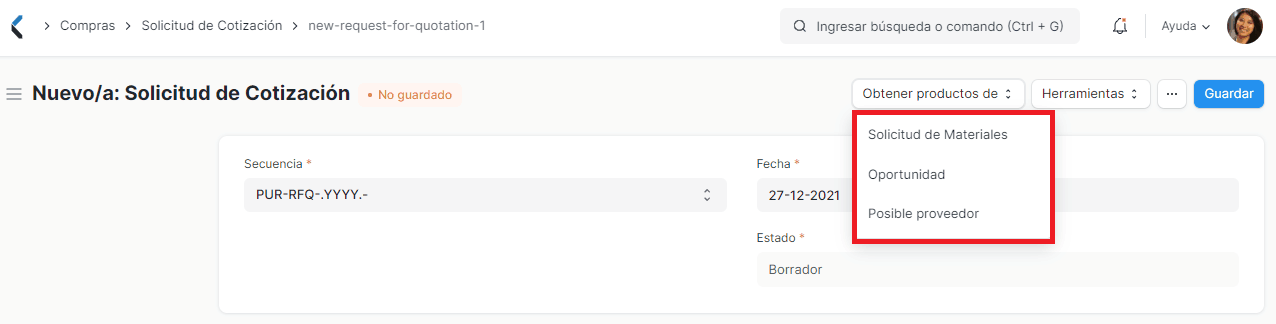 Compras Solicitud de Cotización new-request-for-quotation-1 Ingresar búsqueda o comando (Ctrl + G) Ayuda
Nuevo/a: Solicitud de Cotización • No guardado Obtener productos de Herramientas ... Guardar
Solicitud de Materiales
Oportunidad
Posible proveedor
Secuencia *
PUR-RFQ-.YYYY.-
Fecha *
27-12-2021
Estado *
Borrador